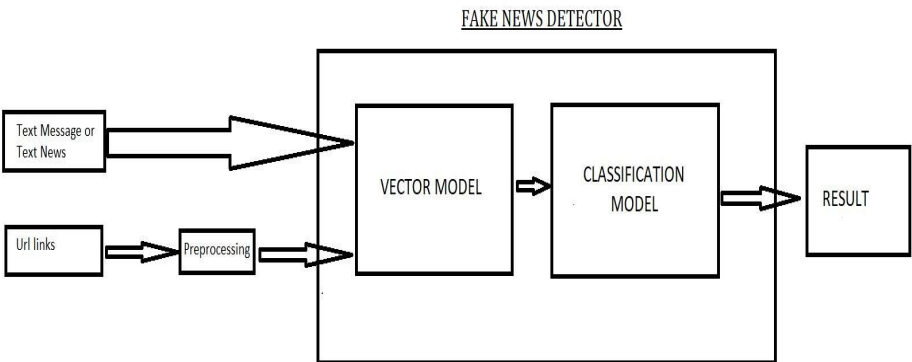 FAKE NEWS DETECTOR
Text Message or
Text News
VECTOR MODEL
CLASSIFICATION
MODEL
RESULT
Url links
Preprocessing